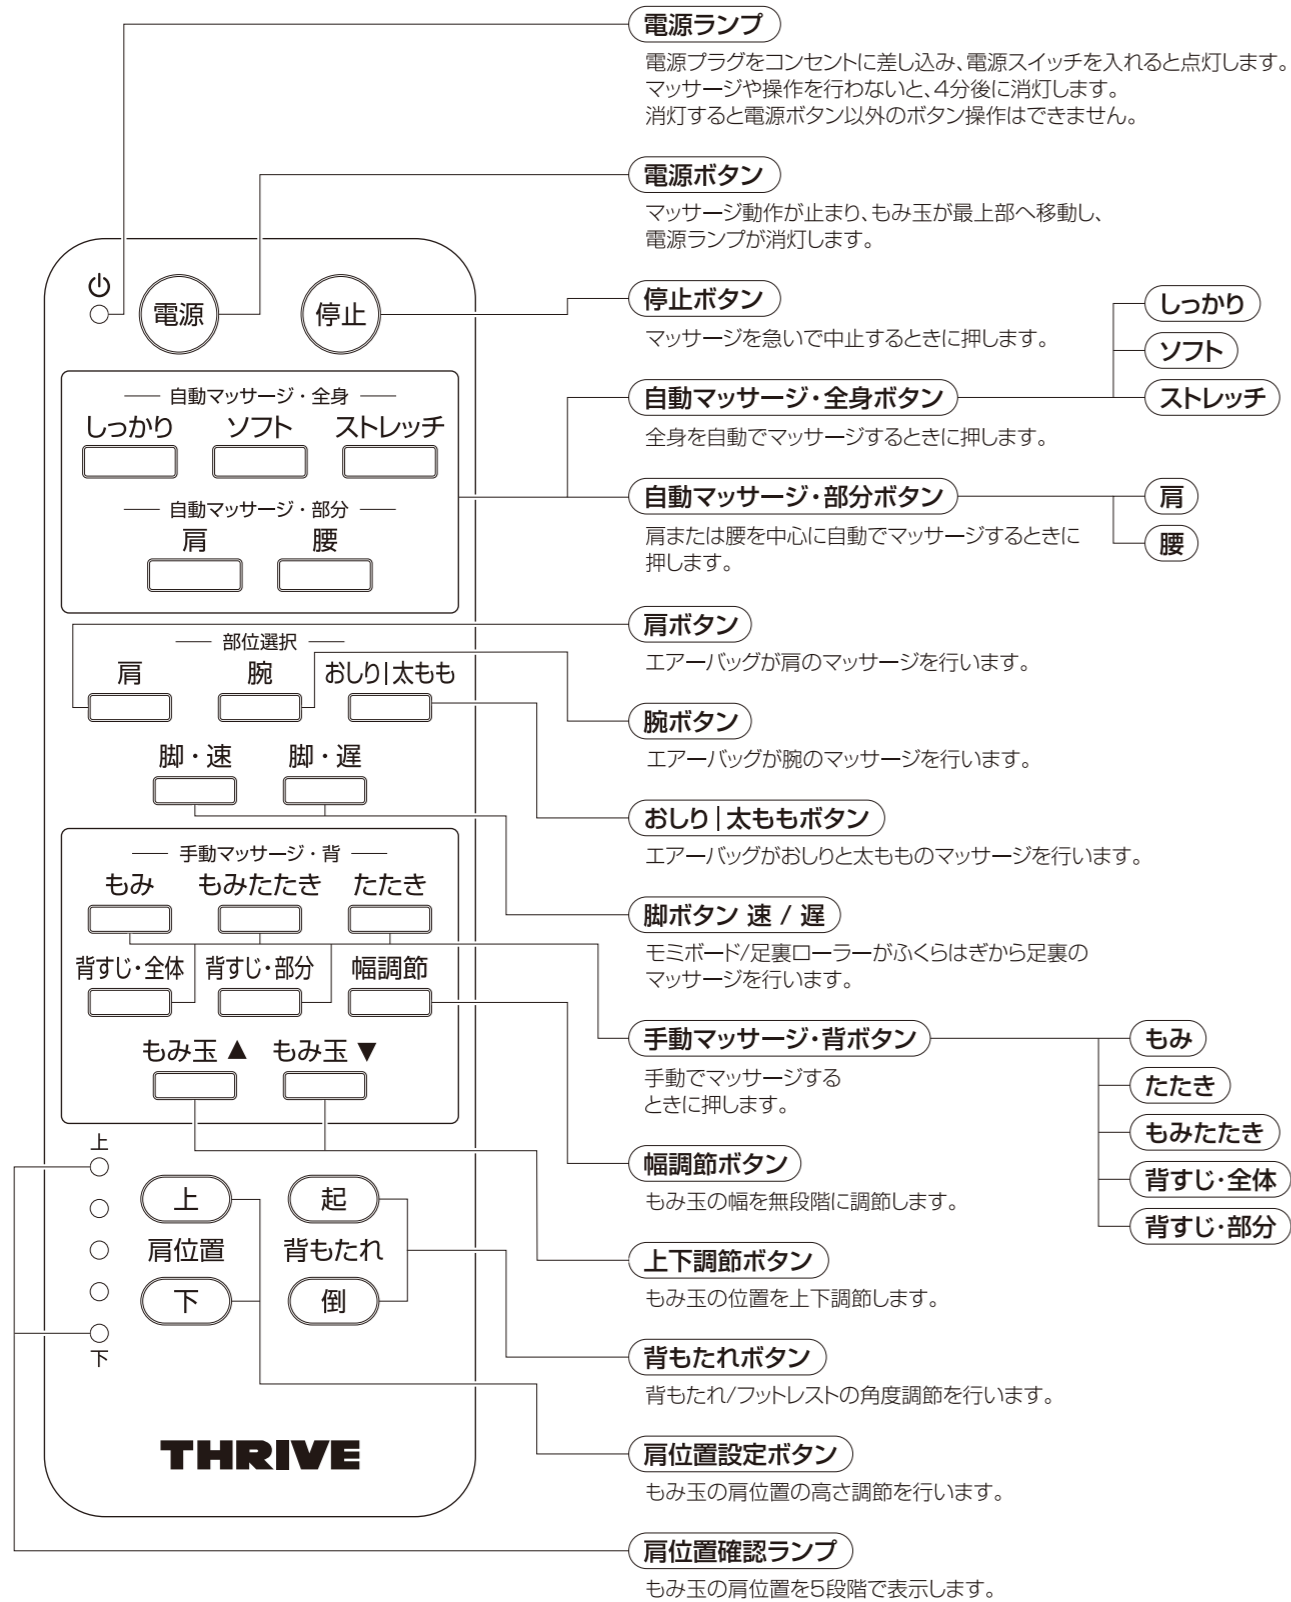 電源ランプ
電源プラグをコンセントに差し込み、電源スイッチを入れると点灯します。
マッサージや操作を行わないと、4分後に消灯します。
消灯すると電源ボタン以外のボタン操作はできません。
電源ボタン
マッサージ動作が止まり、もみ玉が最上部へ移動し、
電源ランプが消灯します。
停止ボタン
マッサージを急いで中止するときに押します。
自動マッサージ・全身ボタン
全身を自動でマッサージするときに押します。
しっかり
ソフト
ストレッチ
自動マッサージ・部分ボタン
肩または腰を中心に自動でマッサージするときに
押します。
肩
腰
肩ボタン
エアーバッグが肩のマッサージを行います。
腕ボタン
エアーバッグが腕のマッサージを行います。
おしり|太ももボタン
エアーバッグがおしりと太もものマッサージを行います。
脚ボタン 速 / 遅
モミボード/足裏ローラーがふくらはぎから足裏の
マッサージを行います。
手動マッサージ・背ボタン
手動でマッサージする
ときに押します。
もみ
たたき
もみたたき
背すじ・全体
背すじ・部分
幅調節ボタン
もみ玉の幅を無段階に調節します。
上下調節ボタン
もみ玉の位置を上下調節します。
背もたれボタン
背もたれ/フットレストの角度調節を行います。
肩位置設定ボタン
もみ玉の肩位置の高さ調節を行います。
肩位置確認ランプ
もみ玉の肩位置を5段階で表示します。
電源 停止
自動マッサージ・全身
しっかり ソフト ストレッチ
自動マッサージ・部分
肩 腰
部位選択
肩 腕 おしり|太もも
脚・速 脚・遅
手動マッサージ・背
もみ もみたたき たたき
背すじ・全体 背すじ・部分 幅調節
もみ玉 ▲ もみ玉 ▼
上
上 起
肩位置 背もたれ
下 倒
下
THRIVE